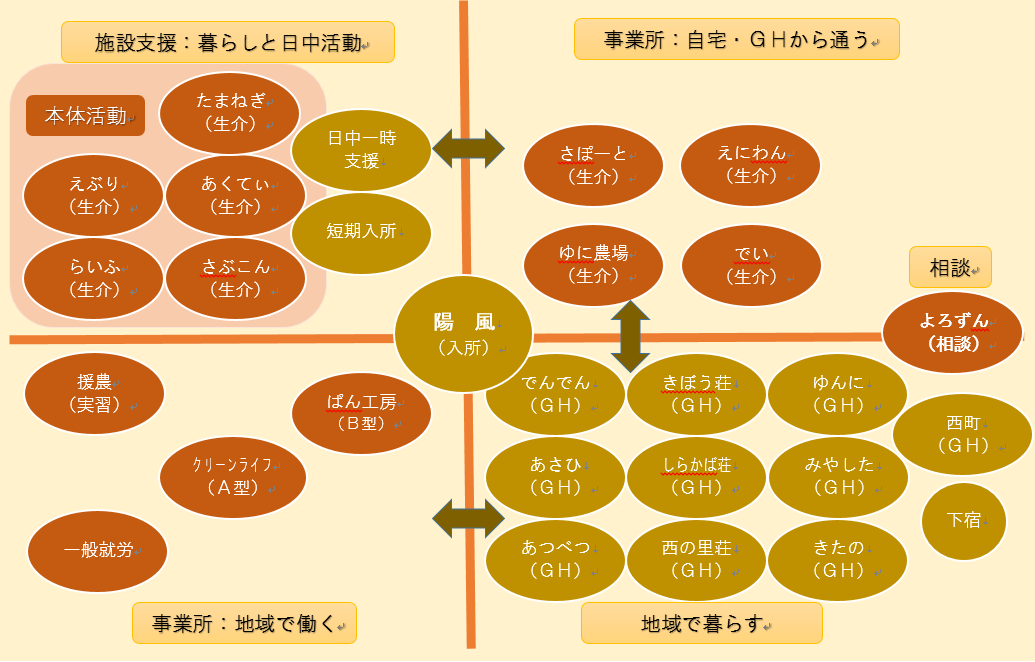 施設支援：暮らしと日中活動
本体活動
たまねぎ
（生介）
えぶり
（生介）
あくてぃ
（生介）
らいふ
（生介）
さぶこん
（生介）
日中一時
支援
短期入所
事業所：自宅・ＧＨから通う
さぽーと
（生介）
えにわん
（生介）
ゆに農場
（生介）
でい
（生介）
相談
よろずん
（相談）
陽　風
（入所）
援農
（実習）
ぱん工房
（Ｂ型）
ｸﾘｰﾝﾗｲﾌ
（Ａ型）
一般就労
事業所：地域で働く
でんでん
（ＧＨ）
きぼう荘
（ＧＨ）
ゆんに
（ＧＨ）
西町
（ＧＨ）
あさひ
（ＧＨ）
しらかば荘
（ＧＨ）
みやした
（ＧＨ）
下宿
あつべつ
（ＧＨ）
西の里荘
（ＧＨ）
きたの
（ＧＨ）
地域で暮らす